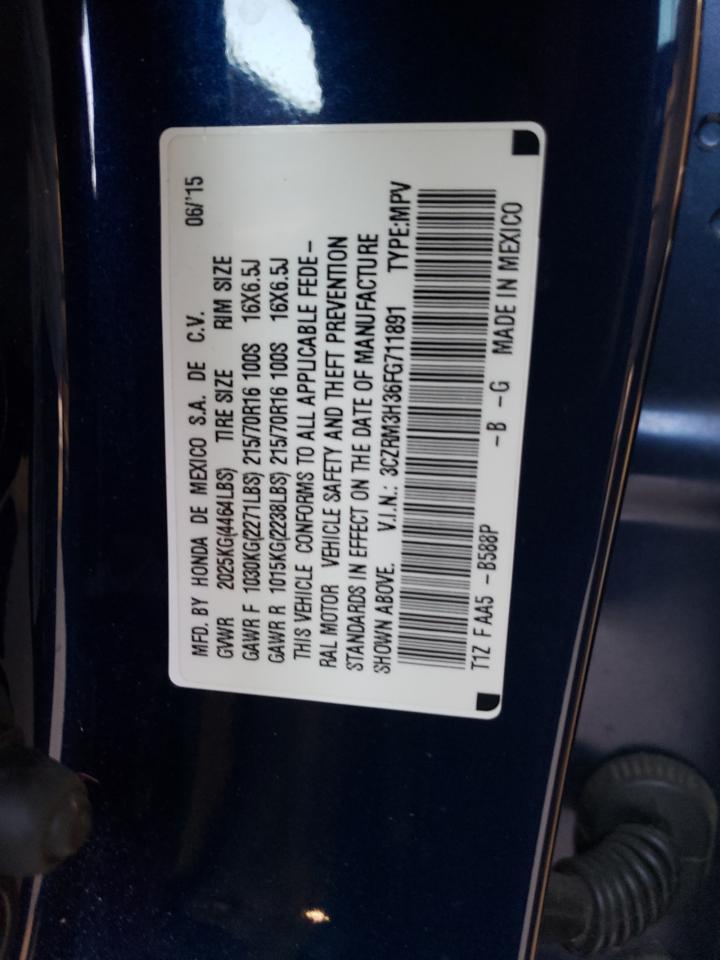 MFD. BY HONDA DE MEXICO S.A. DE C.V. 06/'15
GVWR 2025KG(4464LBS) TIRE SIZE RIM SIZE
GAWR F 1030KG(2271LBS) 215/70R16 100S 16X6.5J
GAWR R 1015KG(2238LBS) 215/70R16 100S 16X6.5J
THIS VEHICLE CONFORMS TO ALL APPLICABLE FEDE-
RAL MOTOR VEHICLE SAFETY AND THEFT PREVENTION
STANDARDS IN EFFECT ON THE DATE OF MANUFACTURE
SHOWN ABOVE. V.I.N.: 3CZRM3H36FG711891 TYPE:MPV
T1Z F AA5 -B588P -B -G MADE IN MEXICO